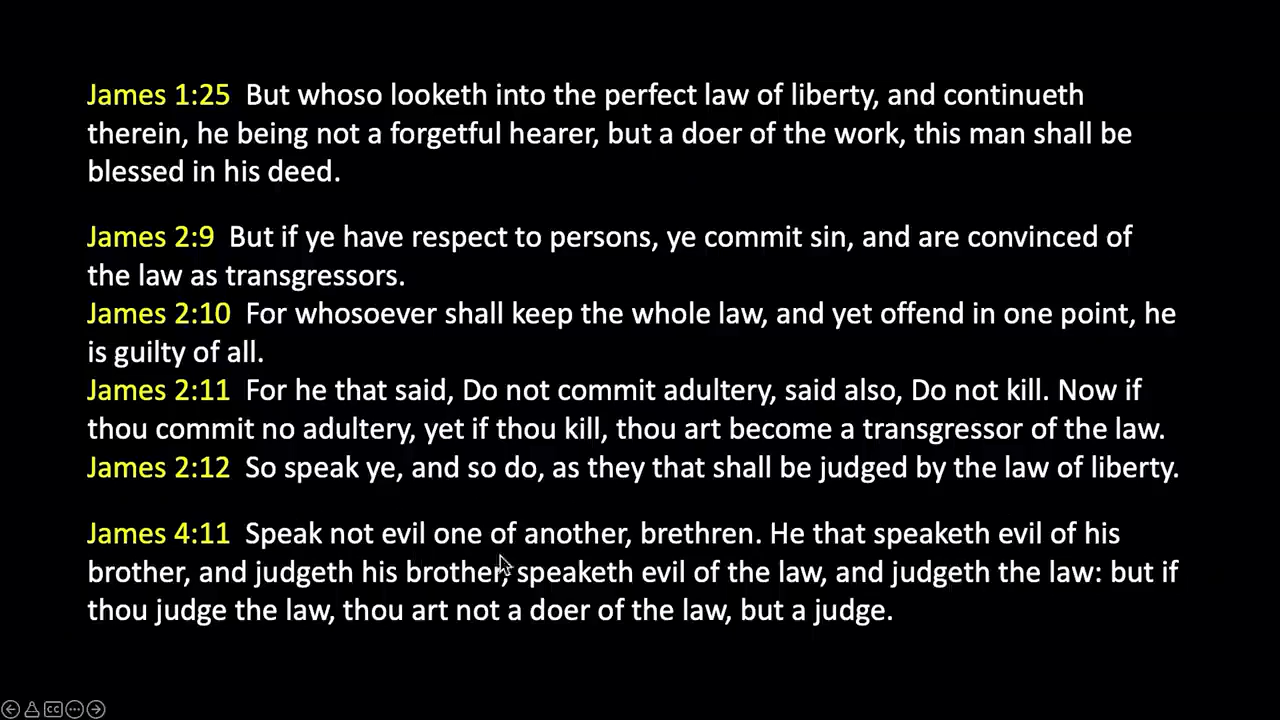 James 1:25 But whoso looketh into the perfect law of liberty, and continueth
therein, he being not a forgetful hearer, but a doer of the work, this man shall be
blessed in his deed.
James 2:9 But if ye have respect to persons, ye commit sin, and are convinced of
the law as transgressors.
James 2:10 For whosoever shall keep the whole law, and yet offend in one point, he
is guilty of all.
James 2:11 For he that said, Do not commit adultery, said also, Do not kill. Now if
thou commit no adultery, yet if thou kill, thou art become a transgressor of the law.
James 2:12 So speak ye, and so do, as they that shall be judged by the law of liberty.
James 4:11 Speak not evil one of another, brethren. He that speaketh evil of his
brother, and judgeth his brother, speaketh evil of the law, and judgeth the law: but if
thou judge the law, thou art not a doer of the law, but a judge.
CC